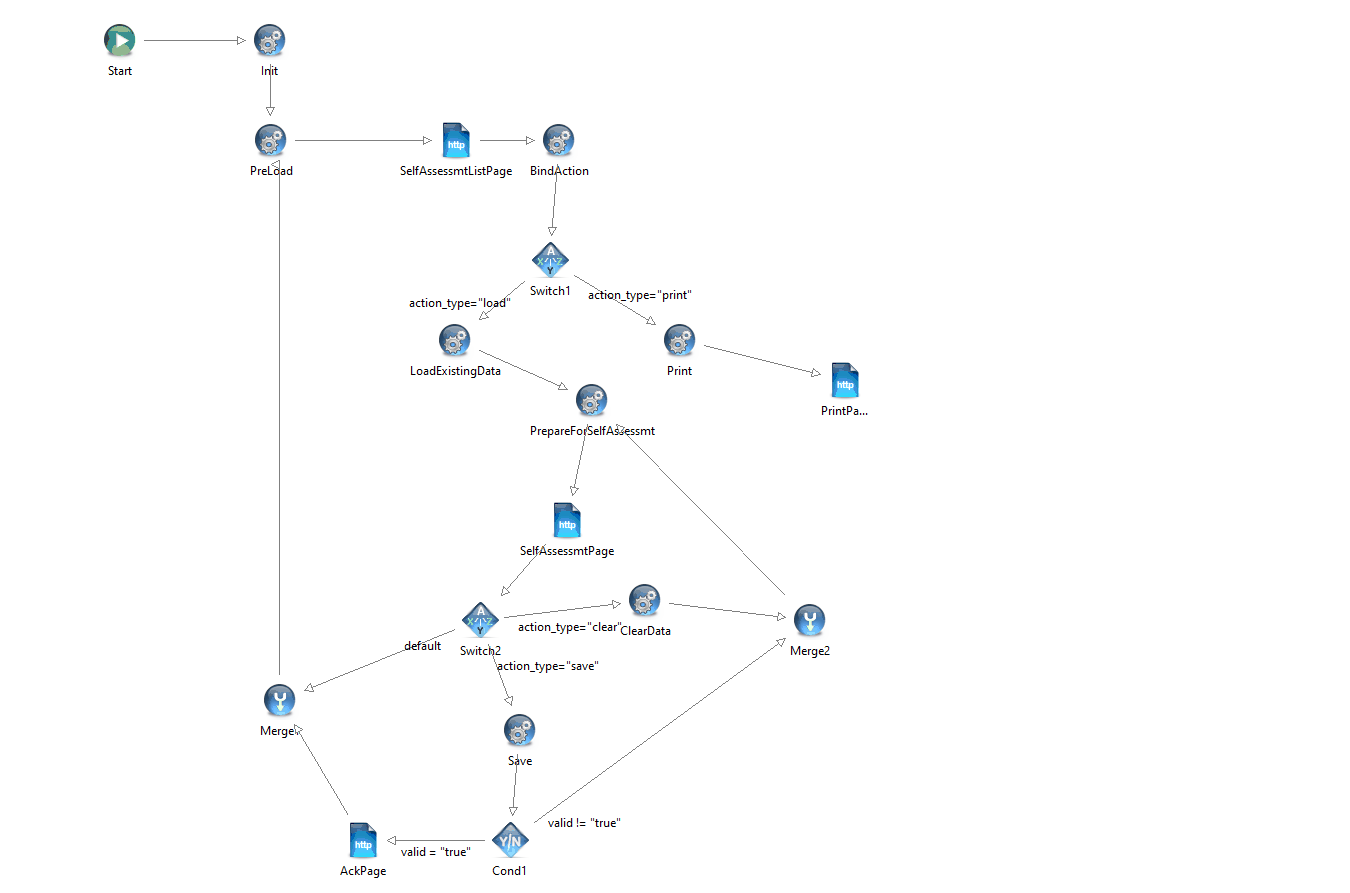 Start
Init
PreLoad
http
SelfAssessmtListPage
BindAction
A
X Z
Y
Switch1
action_type="load"
action_type="print"
LoadExistingData
Print
http
PrintPa...
PrepareForSelfAssessmt
http
SelfAssessmtPage
A
X Z
Y
Switch2
action_type="clear"
ClearData
Merge2
default
action_type="save"
Merge
Save
http
AckPage
valid = "true"
Y/N
Cond1
valid != "true"